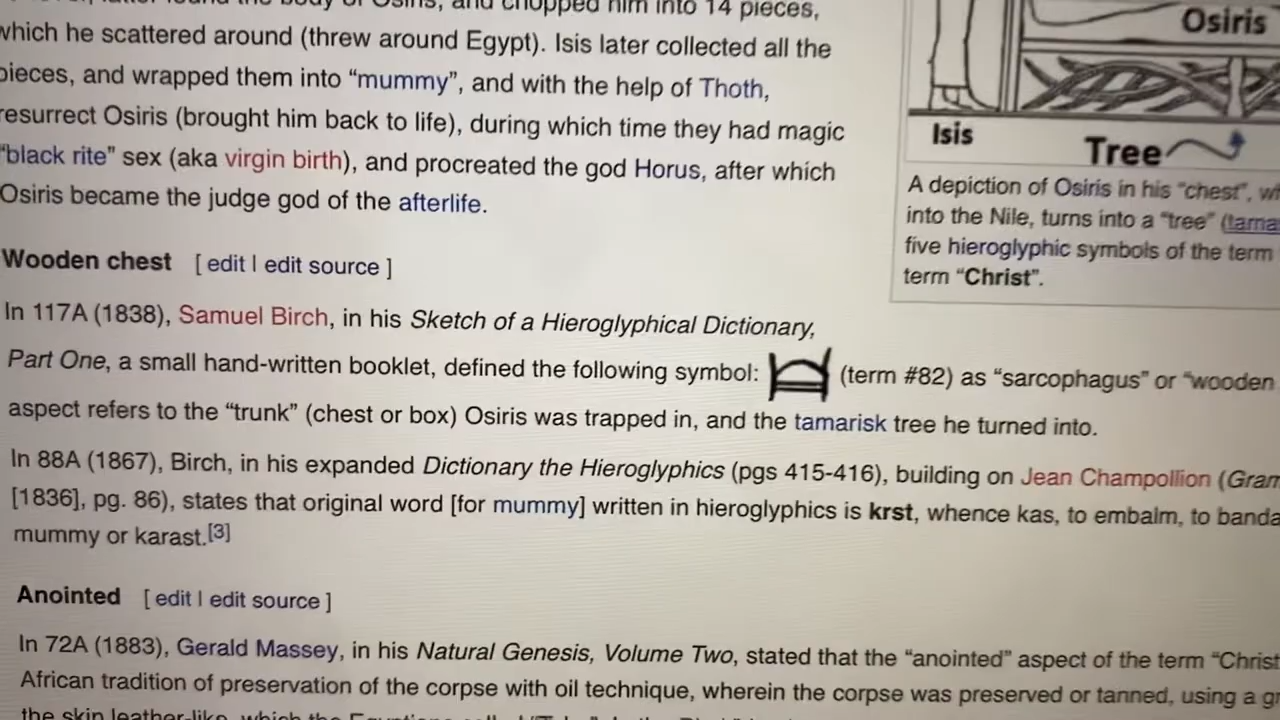 pieces,
which he scattered around (threw around Egypt). Isis later collected all the
pieces, and wrapped them into “mummy”, and with the help of Thoth,
resurrect Osiris (brought him back to life), during which time they had magic
“black rite” sex (aka virgin birth), and procreated the god Horus, after which
Osiris became the judge god of the afterlife.
Osiris
Isis
Tree
A depiction of Osiris in his “chest”,
into the Nile, turns into a “tree”
five hieroglyphic symbols of the term
term “Christ”.
Wooden chest [ edit | edit source ]
In 117A (1838), Samuel Birch, in his Sketch of a Hieroglyphical Dictionary,
Part One, a small hand-written booklet, defined the following symbol: (term #82) as “sarcophagus” or “wooden
aspect refers to the “trunk” (chest or box) Osiris was trapped in, and the tamarisk tree he turned into.
In 88A (1867), Birch, in his expanded Dictionary the Hieroglyphics (pgs 415-416), building on Jean Champollion
[1836], pg. 86), states that original word [for mummy] written in hieroglyphics is krst, whence kas, to embalm, to
mummy or karast.[3]
Anointed [ edit | edit source ]
In 72A (1883), Gerald Massey, in his Natural Genesis, Volume Two, stated that the “anointed” aspect of the term “Christ
African tradition of preservation of the corpse with oil technique, wherein the corpse was preserved or tanned, using a